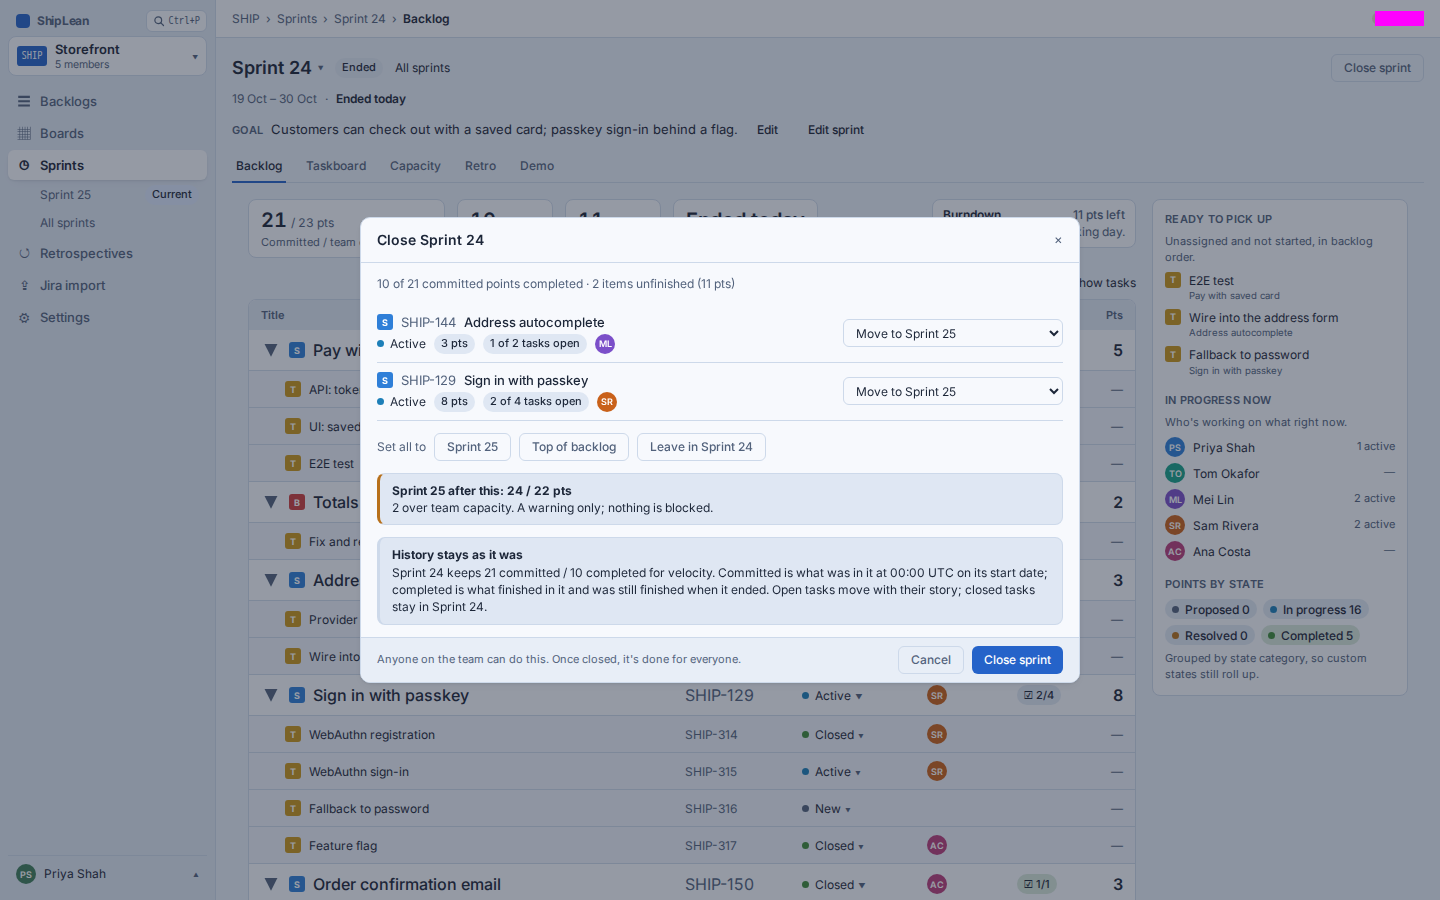 ShipLean
Ctrl+P
SHIP
Storefront
5 members
Backlogs
Boards
Sprints
Sprint 25
Current
All sprints
Retrospectives
Jira import
Settings
PS
Priya Shah
SHIP › Sprints › Sprint 24 › Backlog
Sprint 24
Ended
All sprints
Close sprint
19 Oct – 30 Oct · Ended today
GOAL Customers can check out with a saved card; passkey sign-in behind a flag.
Edit
Edit sprint
Backlog
Taskboard
Capacity
Retro
Demo
21 / 23 pts
Committed / team
Burndown
11 pts left
Title
Pts
Close Sprint 24
×
10 of 21 committed points completed · 2 items unfinished (11 pts)
S SHIP-144 Address autocomplete
Active 3 pts 1 of 2 tasks open ML
Move to Sprint 25
S SHIP-129 Sign in with passkey
Active 8 pts 2 of 4 tasks open SR
Move to Sprint 25
Set all to
Sprint 25
Top of backlog
Leave in Sprint 24
Sprint 25 after this: 24 / 22 pts
2 over team capacity. A warning only; nothing is blocked.
History stays as it was
Sprint 24 keeps 21 committed / 10 completed for velocity. Committed is what was in it at 00:00 UTC on its start date;
completed is what finished in it and was still finished when it ended. Open tasks move with their story; closed tasks
stay in Sprint 24.
Anyone on the team can do this. Once closed, it's done for everyone.
Cancel
Close sprint
S Pay
5
T API:
—
T UI: saved
—
T E2E test
—
B Totals
2
T Fix and
—
S
3
T Provider
—
T Wire into
—
S Sign in with passkey SHIP-129 Active SR 2/4 8
T WebAuthn registration SHIP-314 Closed SR —
T WebAuthn sign-in SHIP-315 Active SR —
T Fallback to password SHIP-316 New —
T Feature flag SHIP-317 Closed AC —
S Order confirmation email SHIP-150 Closed AC 1/1 3
READY TO PICK UP
Unassigned and not started, in backlog
order.
T E2E test
Pay with saved card
T Wire into the address form
Address autocomplete
T Fallback to password
Sign in with passkey
IN PROGRESS NOW
Who's working on what right now.
PS Priya Shah 1 active
TO Tom Okafor —
ML Mei Lin 2 active
SR Sam Rivera 2 active
AC Ana Costa —
POINTS BY STATE
Proposed 0
In progress 16
Resolved 0
Completed 5
Grouped by state category, so custom
states still roll up.